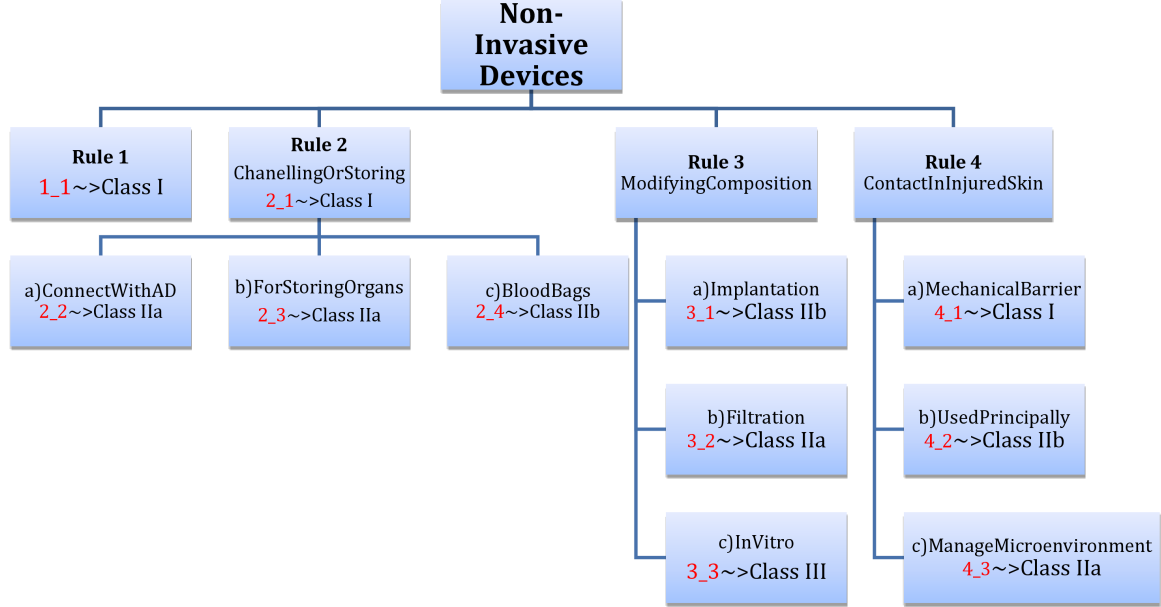 Non-
Invasive
Devices
Rule 1
1_1~>Class I
Rule 2
ChanellingOrStoring
2_1~>Class I
Rule 3
ModifyingComposition
Rule 4
ContactInInjuredSkin
a)ConnectWithAD
2_2~>Class IIa
b)ForStoringOrgans
2_3~>Class IIa
c)BloodBags
2_4~>Class IIb
a)Implantation
3_1~>Class IIb
b)Filtration
3_2~>Class IIa
c)InVitro
3_3~>Class III
a)MechanicalBarrier
4_1~>Class I
b)UsedPrincipally
4_2~>Class IIb
c)ManageMicroenvironment
4_3~>Class IIa